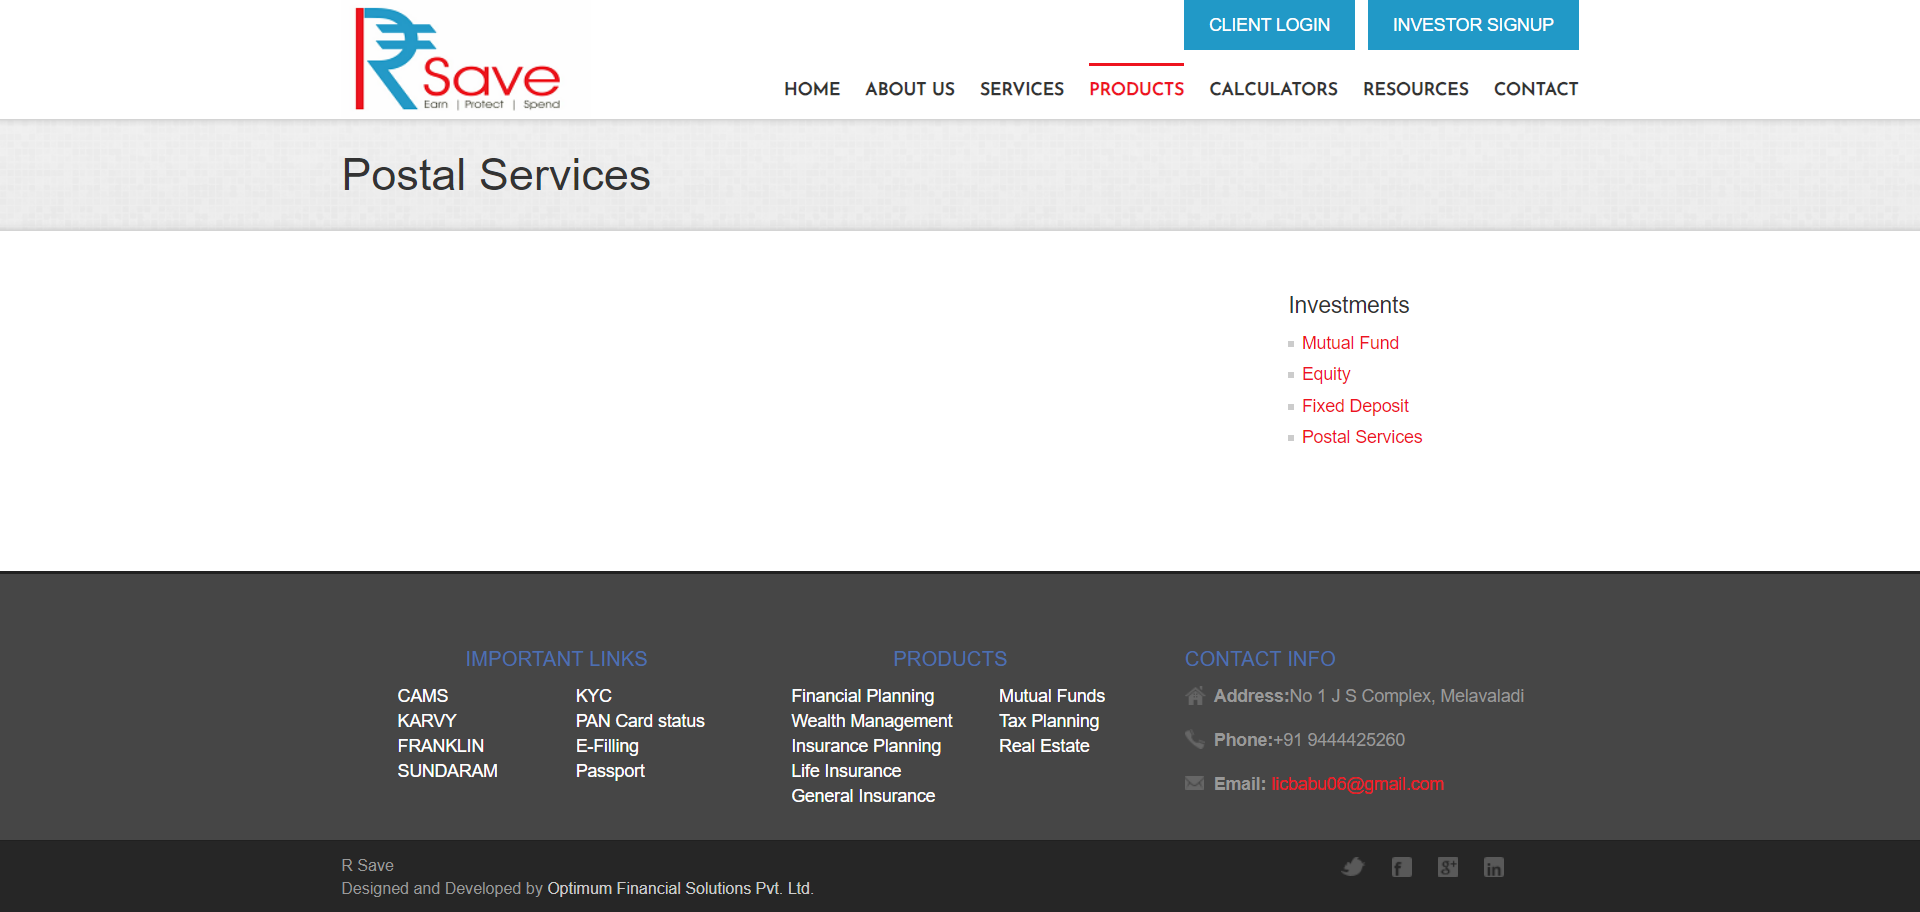 CLIENT LOGIN
INVESTOR SIGNUP
Save
Earn | Protect | Spend
HOME
ABOUT US
SERVICES
PRODUCTS
CALCULATORS
RESOURCES
CONTACT
Postal Services
Investments
Mutual Fund
Equity
Fixed Deposit
Postal Services
IMPORTANT LINKS
CAMS
KARVY
FRANKLIN
SUNDARAM
KYC
PAN Card status
E-Filling
Passport
PRODUCTS
Financial Planning
Wealth Management
Insurance Planning
Life Insurance
General Insurance
Mutual Funds
Tax Planning
Real Estate
CONTACT INFO
Address:No 1 J S Complex, Melavaladi
Phone:+91 9444425260
Email: licbabu06@gmail.com
R Save
Designed and Developed by Optimum Financial Solutions Pvt. Ltd.